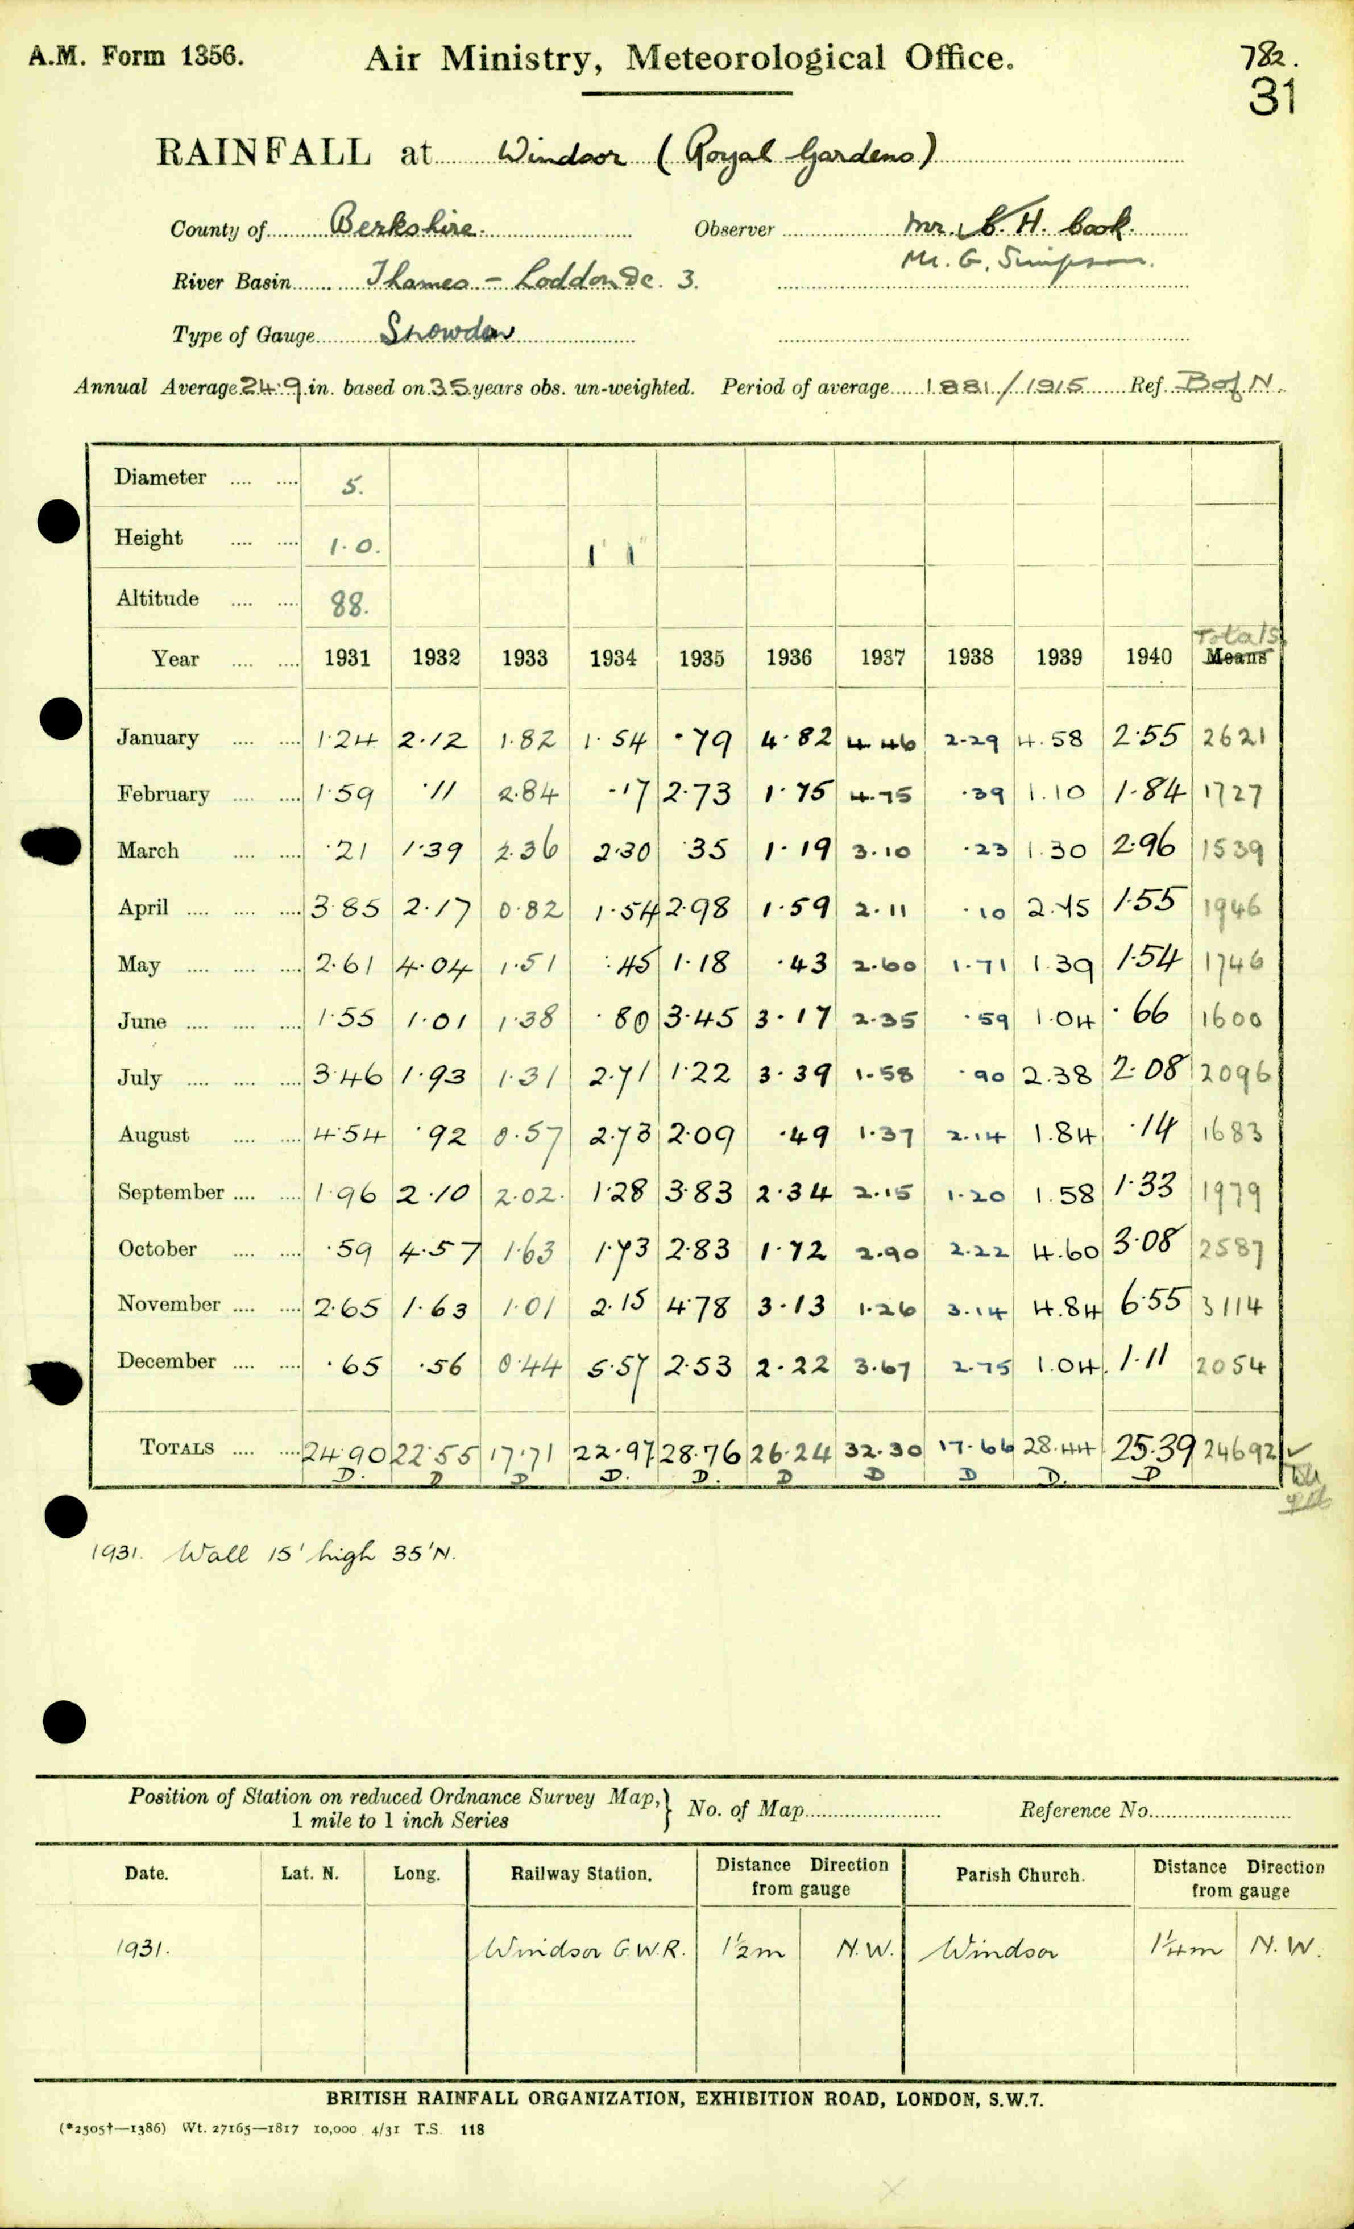 A.M. Form 1356.
Air Ministry, Meteorological Office.
782.
31
RAINFALL at Windsor (Royal Gardens)
County of Berkshire. Observer Mr. C. H. Cook.
Mr. G. Simpson.
River Basin Thames - Loddon &c. 3.
Type of Gauge Snowdon
Annual Average 24.9 in. based on 35 years obs. un-weighted. Period of average 1881/1915 Ref. B of N.
Diameter .... .... 5.
Height .... .... 1.0. 1' 1"
Altitude .... .... 88.
Totals
Year .... .... 1931 1932 1933 1934 1935 1936 1937 1938 1939 1940 Means
January .... .... 1.24 2.12 1.82 1.54 .79 4.82 4.46 2.29 4.58 2.55 2621
February .... .... 1.59 .11 2.84 .17 2.73 1.75 4.75 .39 1.10 1.84 1727
March .... .... .21 1.39 2.36 2.30 .35 1.19 3.10 .23 1.30 2.96 1539
April .... .... .... 3.85 2.17 0.82 1.54 2.98 1.59 2.11 .10 2.75 1.55 1946
May .... .... .... 2.61 4.04 1.51 .45 1.18 .43 2.60 1.71 1.39 1.54 1746
June .... .... .... 1.55 1.01 1.38 .80 3.45 3.17 2.35 .59 1.04 .66 1600
July .... .... .... 3.46 1.93 1.31 2.71 1.22 3.39 1.58 .90 2.38 2.08 2096
August .... .... 4.54 .92 0.57 2.73 2.09 .49 1.37 2.14 1.84 .14 1683
September .... .... 1.96 2.10 2.02. 1.28 3.83 2.34 2.15 1.20 1.58 1.33 1979
October .... .... .59 4.57 1.63 1.73 2.83 1.72 2.90 2.22 4.60 3.08 2587
November .... .... 2.65 1.63 1.01 2.15 4.78 3.13 1.26 3.14 4.84 6.55 3114
December .... .... .65 .56 0.44 5.57 2.53 2.22 3.67 2.75 1.04. 1.11 2054
TOTALS .... .... 24.90 22.55 17.71 22.97 28.76 26.24 32.30 17.66 28.44 25.39 24692 ✓
D. D D D. D. D D D D. D
1931. Wall 15' high 35'N.
Position of Station on reduced Ordnance Survey Map,} No. of Map Reference No.
1 mile to 1 inch Series
Date. Lat. N. Long. Railway Station. Distance Direction from gauge Parish Church. Distance Direction from gauge
1931. Windsor G.W.R. 1½m N.W. Windsor 1¼m N.W.
BRITISH RAINFALL ORGANIZATION, EXHIBITION ROAD, LONDON, S.W.7.
(*2505†—1386) Wt. 27165—1817 10,000 4/31 T.S. 118